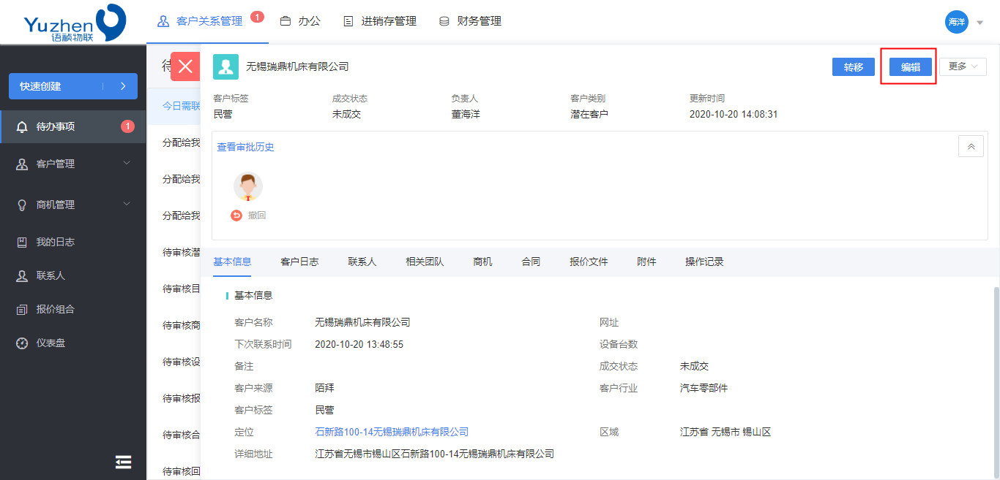 Yuzhen
语祯物联
客户关系管理 1 办公 进销存管理 财务管理 海洋
快速创建
待办事项 1
客户管理
商机管理
我的日志
联系人
报价组合
仪表盘
待
今日需联
分配给我
分配给我
分配给我
待审核潜
待审核目
待审核商
待审核设
待审核报
待审核合
待审核回
无锡瑞鼎机床有限公司 转移 编辑 更多
客户标签 成交状态 负责人 客户类别 更新时间
民营 未成交 董海洋 潜在客户 2020-10-20 14:08:31
查看审批历史
撤回
基本信息 客户日志 联系人 相关团队 商机 合同 报价文件 附件 操作记录
基本信息
客户名称 无锡瑞鼎机床有限公司 网址
下次联系时间 2020-10-20 13:48:55 设备台数
备注 成交状态 未成交
客户来源 陌拜 客户行业 汽车零部件
客户标签 民营
定位 石新路100-14无锡瑞鼎机床有限公司 区域 江苏省 无锡市 锡山区
详细地址 江苏省无锡市锡山区石新路100-14无锡瑞鼎机床有限公司